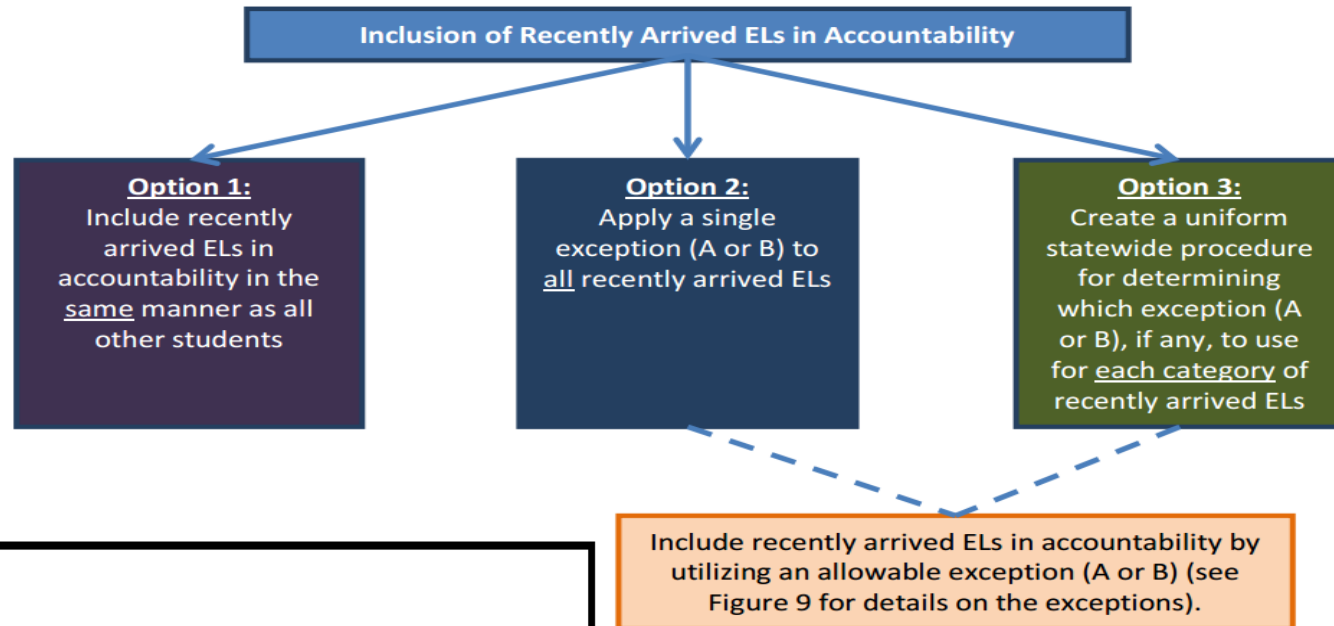 Inclusion of Recently Arrived ELs in Accountability
Option 1:
Include recently
arrived ELs in
accountability in the
same manner as all
other students
Option 2:
Apply a single
exception (A or B) to
all recently arrived ELs
Option 3:
Create a uniform
statewide procedure
for determining
which exception (A
or B), if any, to use
for each category of
recently arrived ELs
Include recently arrived ELs in accountability by
utilizing an allowable exception (A or B) (see
Figure 9 for details on the exceptions).